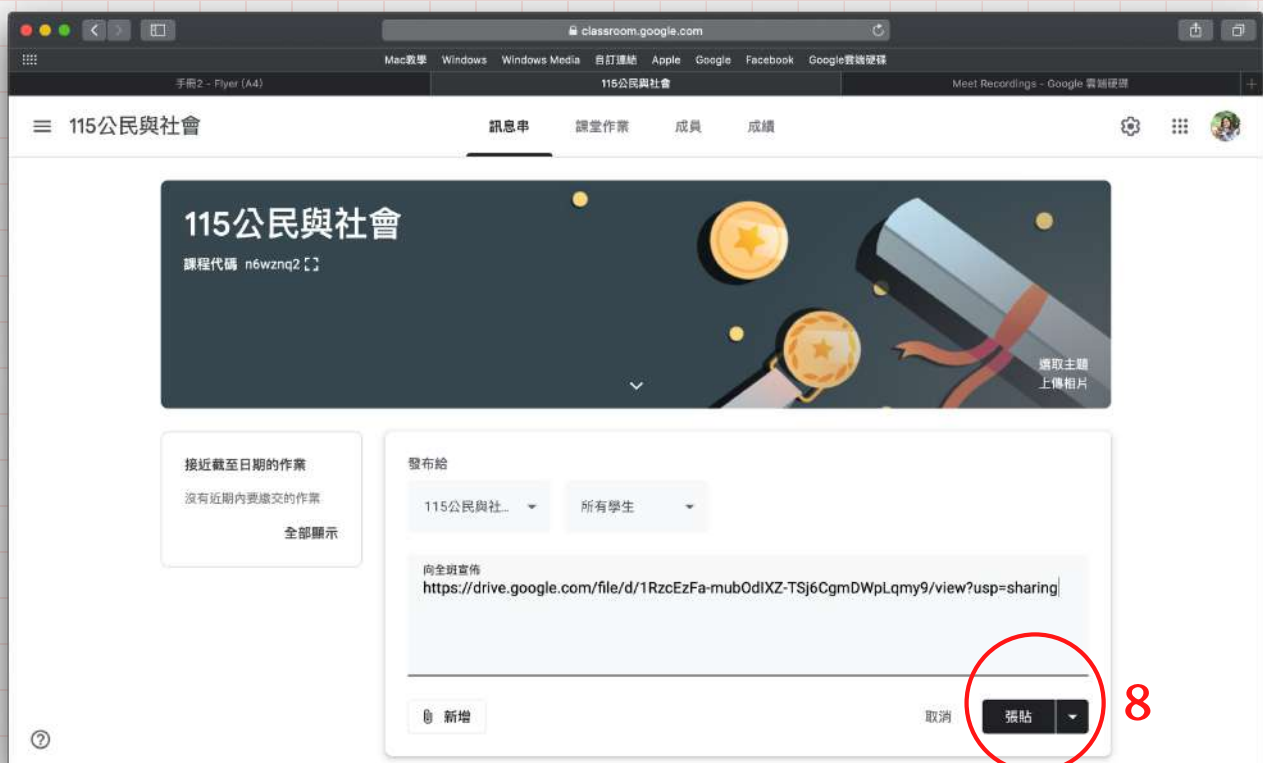 classroom.google.com
Mac教學 Windows Windows Media 自訂連結 Apple Google Facebook Google雲端硬碟
手冊2 - Flyer (A4) 115公民與社會 Meet Recordings - Google 雲端硬碟
115公民與社會 訊息串 課堂作業 成員 成績
115公民與社會
課程代碼 n6wznq2
選取主題
上傳相片
接近截至日期的作業
沒有近期內要繳交的作業
全部顯示
發布給
115公民與社... 所有學生
向全班宣佈
https://drive.google.com/file/d/1RzcEzFa-mubOdIXZ-TSj6CgmDWpLqmy9/view?usp=sharing
新增 取消 張貼 8